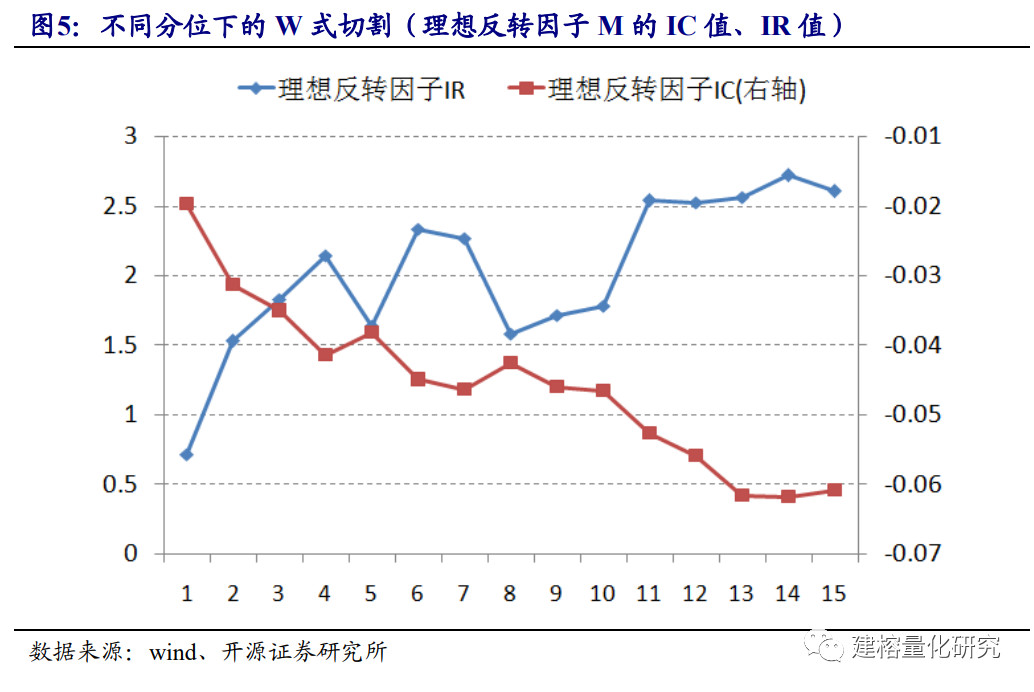 图5：不同分位下的 W 式切割（理想反转因子 M 的 IC 值、IR 值）
理想反转因子IR 理想反转因子IC(右轴)
3 -0.01
2.5 -0.02
2 -0.03
1.5 -0.04
1 -0.05
0.5 -0.06
0 -0.07
1 2 3 4 5 6 7 8 9 10 11 12 13 14 15
数据来源：wind、开源证券研究所
建榕量化研究